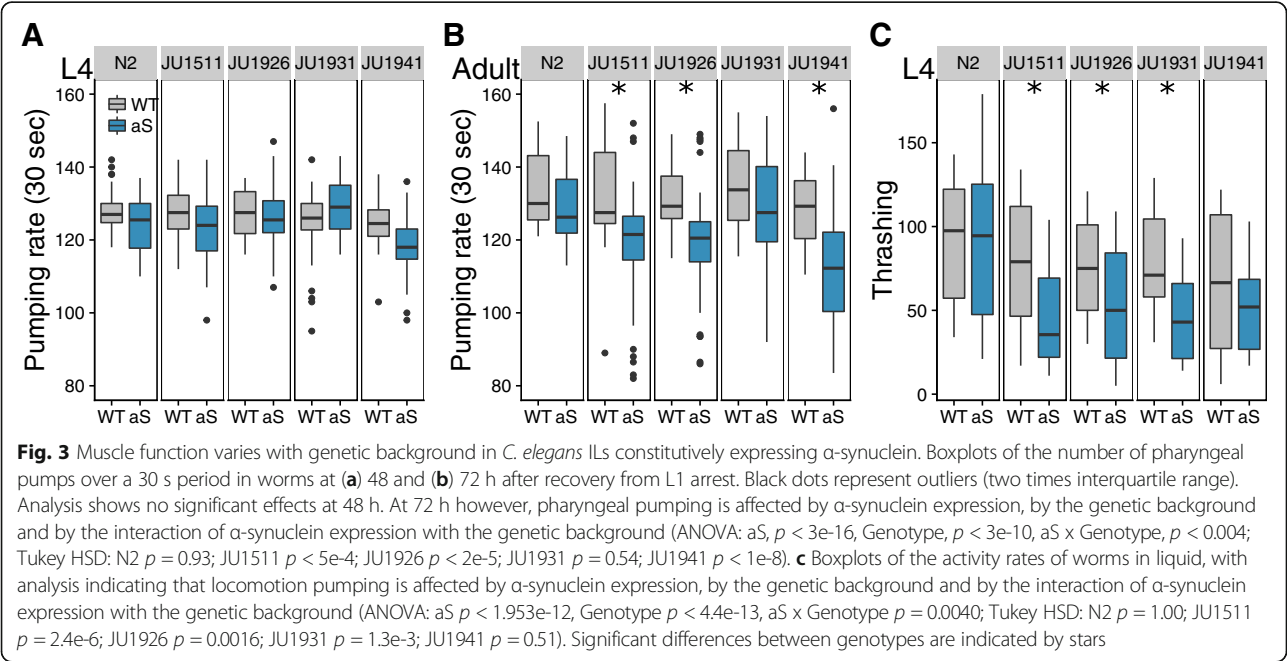 A
B
C
L4 N2 JU1511 JU1926 JU1931 JU1941
Adult N2 JU1511 JU1926 JU1931 JU1941
L4 N2 JU1511 JU1926 JU1931 JU1941
* * *
* * *
WT
aS
Pumping rate (30 sec)
160
140
120
100
80
WT aS WT aS WT aS WT aS WT aS
Pumping rate (30 sec)
160
140
120
100
80
WT aS WT aS WT aS WT aS WT aS
Thrashing
150
100
50
0
WT aS WT aS WT aS WT aS WT aS
Fig. 3 Muscle function varies with genetic background in C. elegans ILs constitutively expressing α-synuclein. Boxplots of the number of pharyngeal
pumps over a 30 s period in worms at (a) 48 and (b) 72 h after recovery from L1 arrest. Black dots represent outliers (two times interquartile range).
Analysis shows no significant effects at 48 h. At 72 h however, pharyngeal pumping is affected by α-synuclein expression, by the genetic background
and by the interaction of α-synuclein expression with the genetic background (ANOVA: aS, p < 3e-16, Genotype, p < 3e-10, aS x Genotype, p < 0.004;
Tukey HSD: N2 p = 0.93; JU1511 p < 5e-4; JU1926 p < 2e-5; JU1931 p = 0.54; JU1941 p < 1e-8). c Boxplots of the activity rates of worms in liquid, with
analysis indicating that locomotion pumping is affected by α-synuclein expression, by the genetic background and by the interaction of α-synuclein
expression with the genetic background (ANOVA: aS p < 1.953e-12, Genotype p < 4.4e-13, aS x Genotype p = 0.0040; Tukey HSD: N2 p = 1.00; JU1511
p = 2.4e-6; JU1926 p = 0.0016; JU1931 p = 1.3e-3; JU1941 p = 0.51). Significant differences between genotypes are indicated by stars